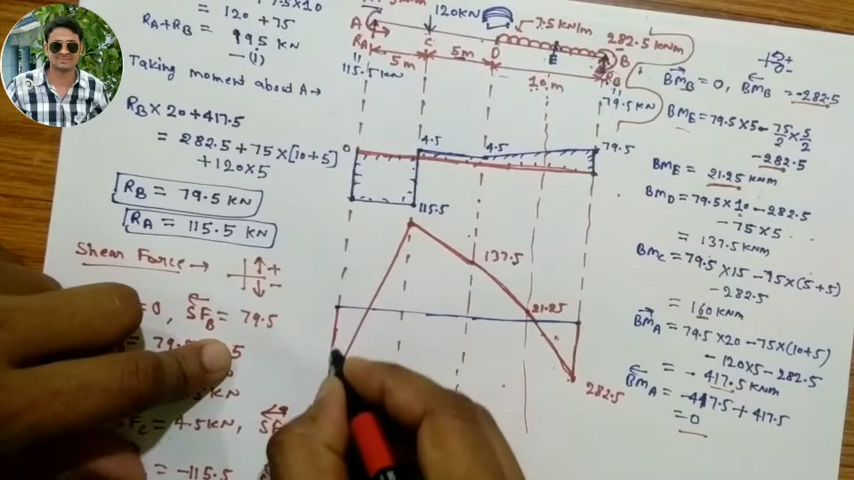 = 120 + 75
RA+RB = 195 KN
—(1)
Taking moment about A→
RB × 20 + 417.5
= 282.5 + 75 × [10+5]
+ 120×5
RB = 79.5 KN
RA = 115.5 KN
Shear Force →
+
-
SFB = 79.5
= 4.5 KN,
= -115.5
120KN
7.5 KN/m
282.5 KNm
A
C
D
E
B
RA
RB
5m
5m
10m
115.5 KN
79.5 KN
0
4.5
4.5
79.5
115.5
137.5
21.25
282.5
BMB = 0, BMB = -282.5
BME = 79.5×5 - 75/2 × 5/2
-282.5
BME = 21.25 KNm
BMD = 79.5×10 - 282.5
- 75×5
= 137.5 KNm
BMC = 79.5×15 - 75×(5+5)
- 282.5
= 160 KNm
BMA = 79.5×20 - 75×(10+5)
- 120×5 - 282.5
= - 417.5 KNm
BMA = -417.5 + 417.5
= 0